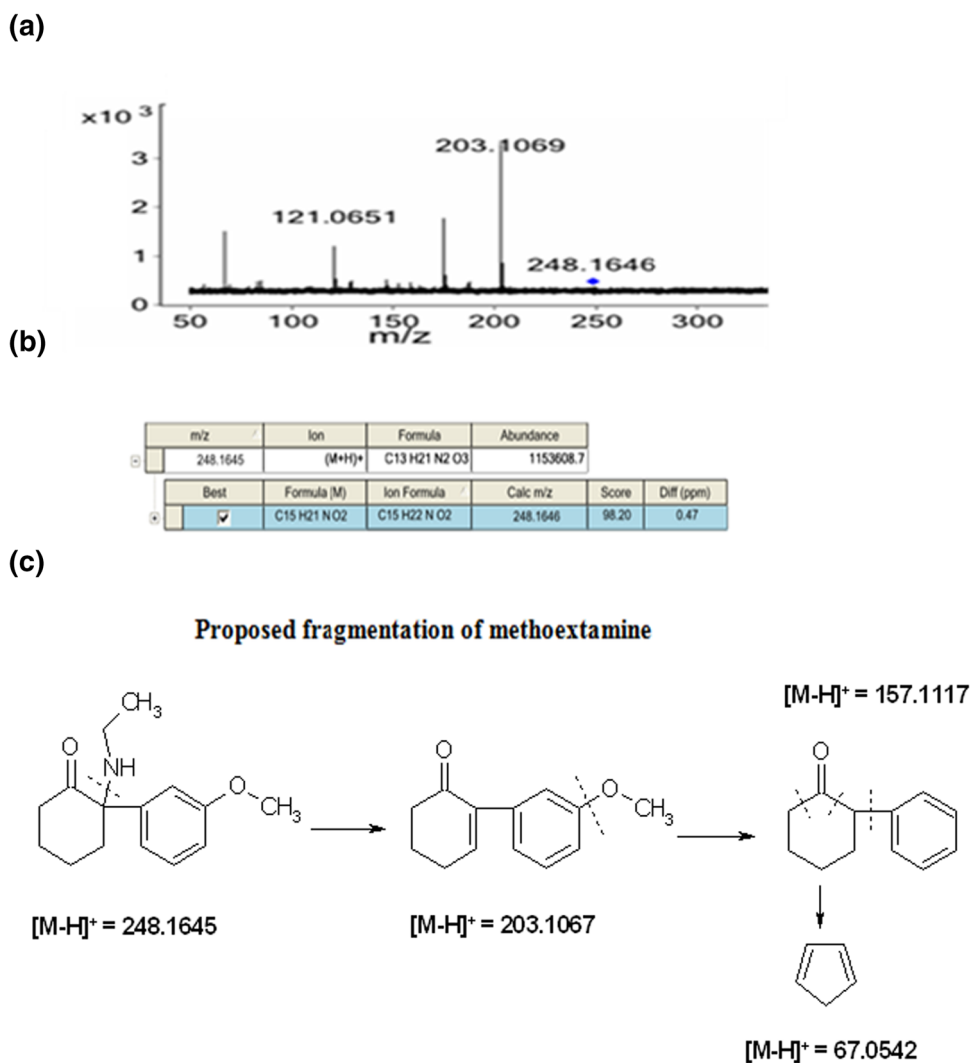 (a)
×10 3
3
2
1
0
203.1069
121.0651
248.1646
50 100 150 200 250 300
m/z
(b)
m/z Ion Formula Abundance
248.1645 (M+H)+ C13 H21 N2 O3 1153608.7
Best Formula (M) Ion Formula Calc m/z Score Diff (ppm)
C15 H21 N O2 C15 H22 N O2 248.1646 98.20 0.47
(c)
Proposed fragmentation of methoextamine
[M-H]+ = 157.1117
CH3
O
NH
O
CH3
O
O
CH3
O
[M-H]+ = 248.1645
[M-H]+ = 203.1067
[M-H]+ = 67.0542